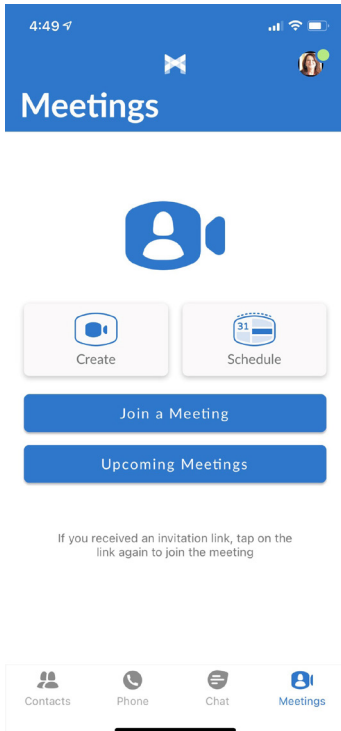 4:49
Meetings
31
Create
Schedule
Join a Meeting
Upcoming Meetings
If you received an invitation link, tap on the
link again to join the meeting
Contacts
Phone
Chat
Meetings